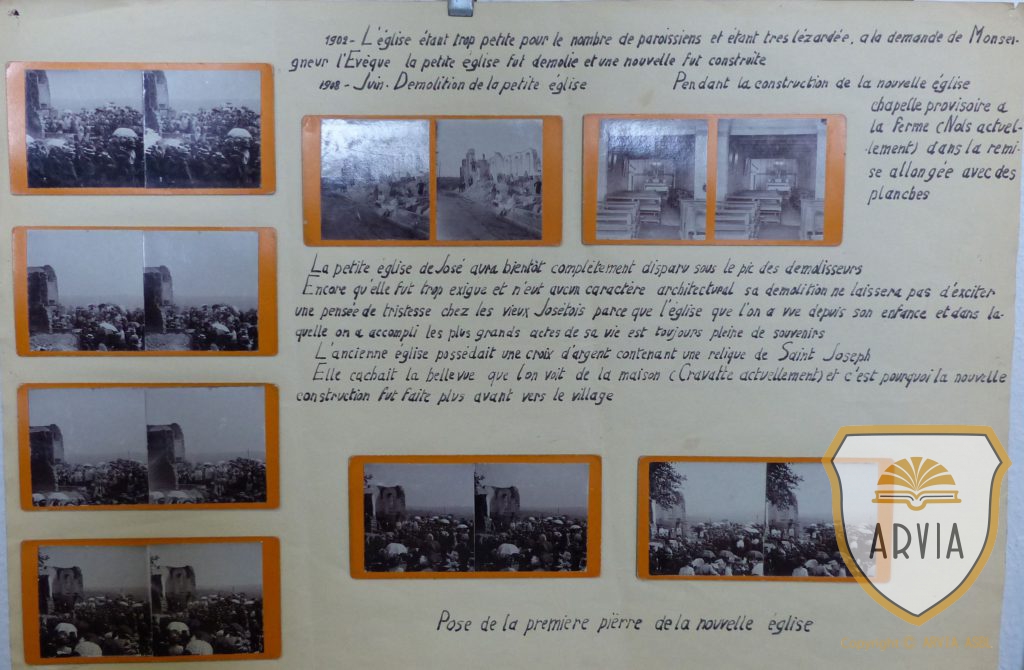 1902 - L'église étant trop petite pour le nombre de paroissiens et étant tres lézardée, a la demande de Monsei-
gneur l'Evêque la petite église fut demolie et une nouvelle fut construite
1908 - Juin. Demolition de la petite église
Pendant la construction de la nouvelle église
chapelle provisoire a
la Ferme (Nols actuel-
lement) dans la remi-
se allongée avec des
planches
La petite église de José aura bientôt complètement disparu sous le pic des demolisseurs
Encore qu'elle fut trop exigue et n'eut aucun caractère architectural sa demolition ne laissera pas d'exciter
une pensée de tristesse chez les vieux Josétois parce que l'église que l'on a vue depuis son enfance et dans la-
quelle on a accompli les plus grands actes de sa vie est toujours pleine de souvenirs
L'ancienne église possédait une croix d'argent contenant une relique de Saint Joseph
Elle cachait la belle vue que l'on voit de la maison (Cravatte actuellement) et c'est pourquoi la nouvelle
construction fut faite plus avant vers le village
Pose de la première pièrre de la nouvelle église
ARVIA